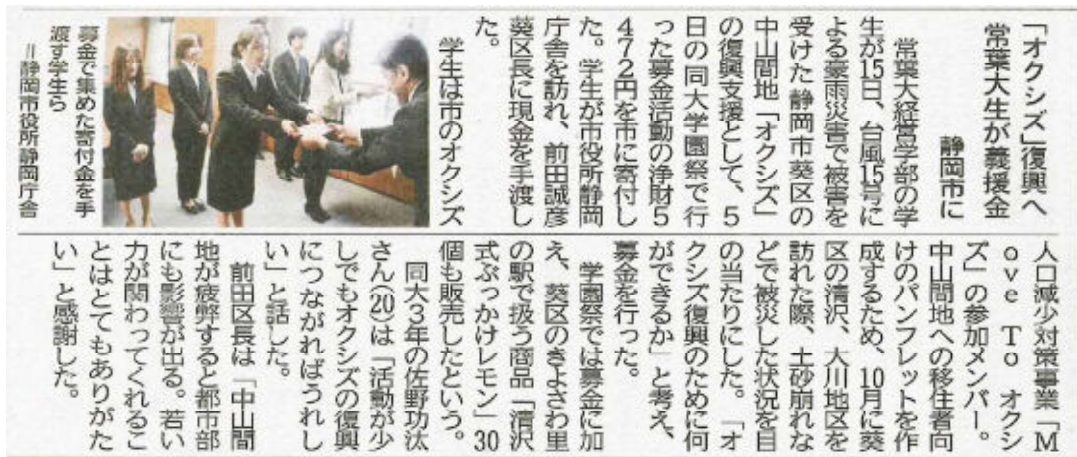 「オクシズ」復興へ
常葉大生が義援金
静岡市に
常葉大経営学部の学
生が15日、台風15号に
よる豪雨災害で被害を
受けた静岡市葵区の
中山間地「オクシズ」
の復興支援として、5
日の同大学園祭で行
った募金活動の浄財5
472円を市に寄付し
た。学生が市役所静岡
庁舎を訪れ、前田誠彦
葵区長に現金を手渡し
た。
学生は市のオクシズ
募金で集めた寄付金を手
渡す学生ら
=静岡市役所静岡庁舎
人口減少対策事業「M
ove To オクシ
ズ」の参加メンバー。
中山間地への移住者向
けのパンフレットを作
成するため、10月に葵
区の清沢、大川地区を
訪れた際、土砂崩れな
どで被災した状況を目
の当たりにした。「オ
クシズ復興のために何
ができるか」と考え、
募金を行った。
学園祭では募金に加
え、葵区のきよさわ里
の駅で扱う商品「清沢
式ぶっかけレモン」30
個も販売したという。
同大3年の佐野功汰
さん(20)は「活動が少
しでもオクシズの復興
につながればうれし
い」と話した。
前田区長は「中山間
地が疲弊すると都市部
にも影響が出る。若い
力が関わってくれるこ
とはとてもありがた
い」と感謝した。